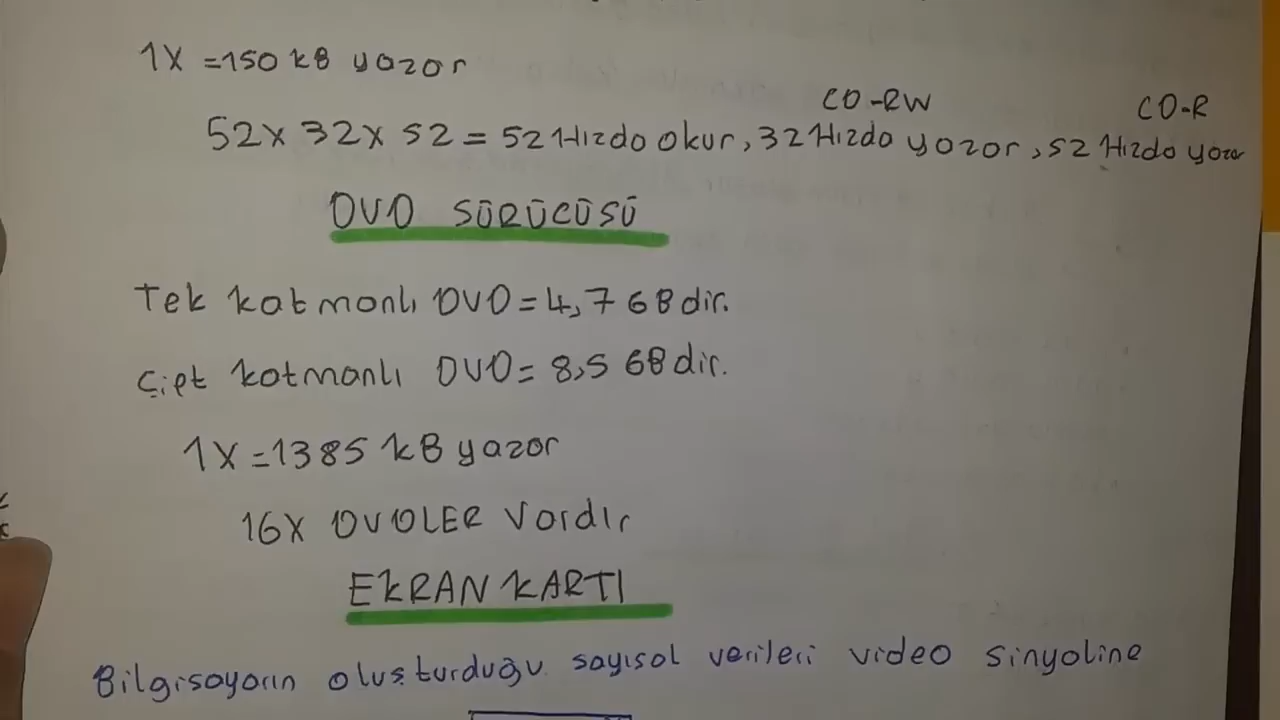 1X =150 kB yazar
CD-RW CD-R
52x 32x 52 = 52 Hızda okur, 32 Hızda yazar, 52 Hızda yazar
DVD SÜRÜCÜSÜ
Tek katmanlı DVD = 4,7 GB dir.
Çift katmanlı DVD = 8,5 GB dir.
1X =1385 kB yazar
16X DVDLER Vardır
EKRAN KARTI
Bilgisayarın oluşturduğu sayısal verileri video sinyaline